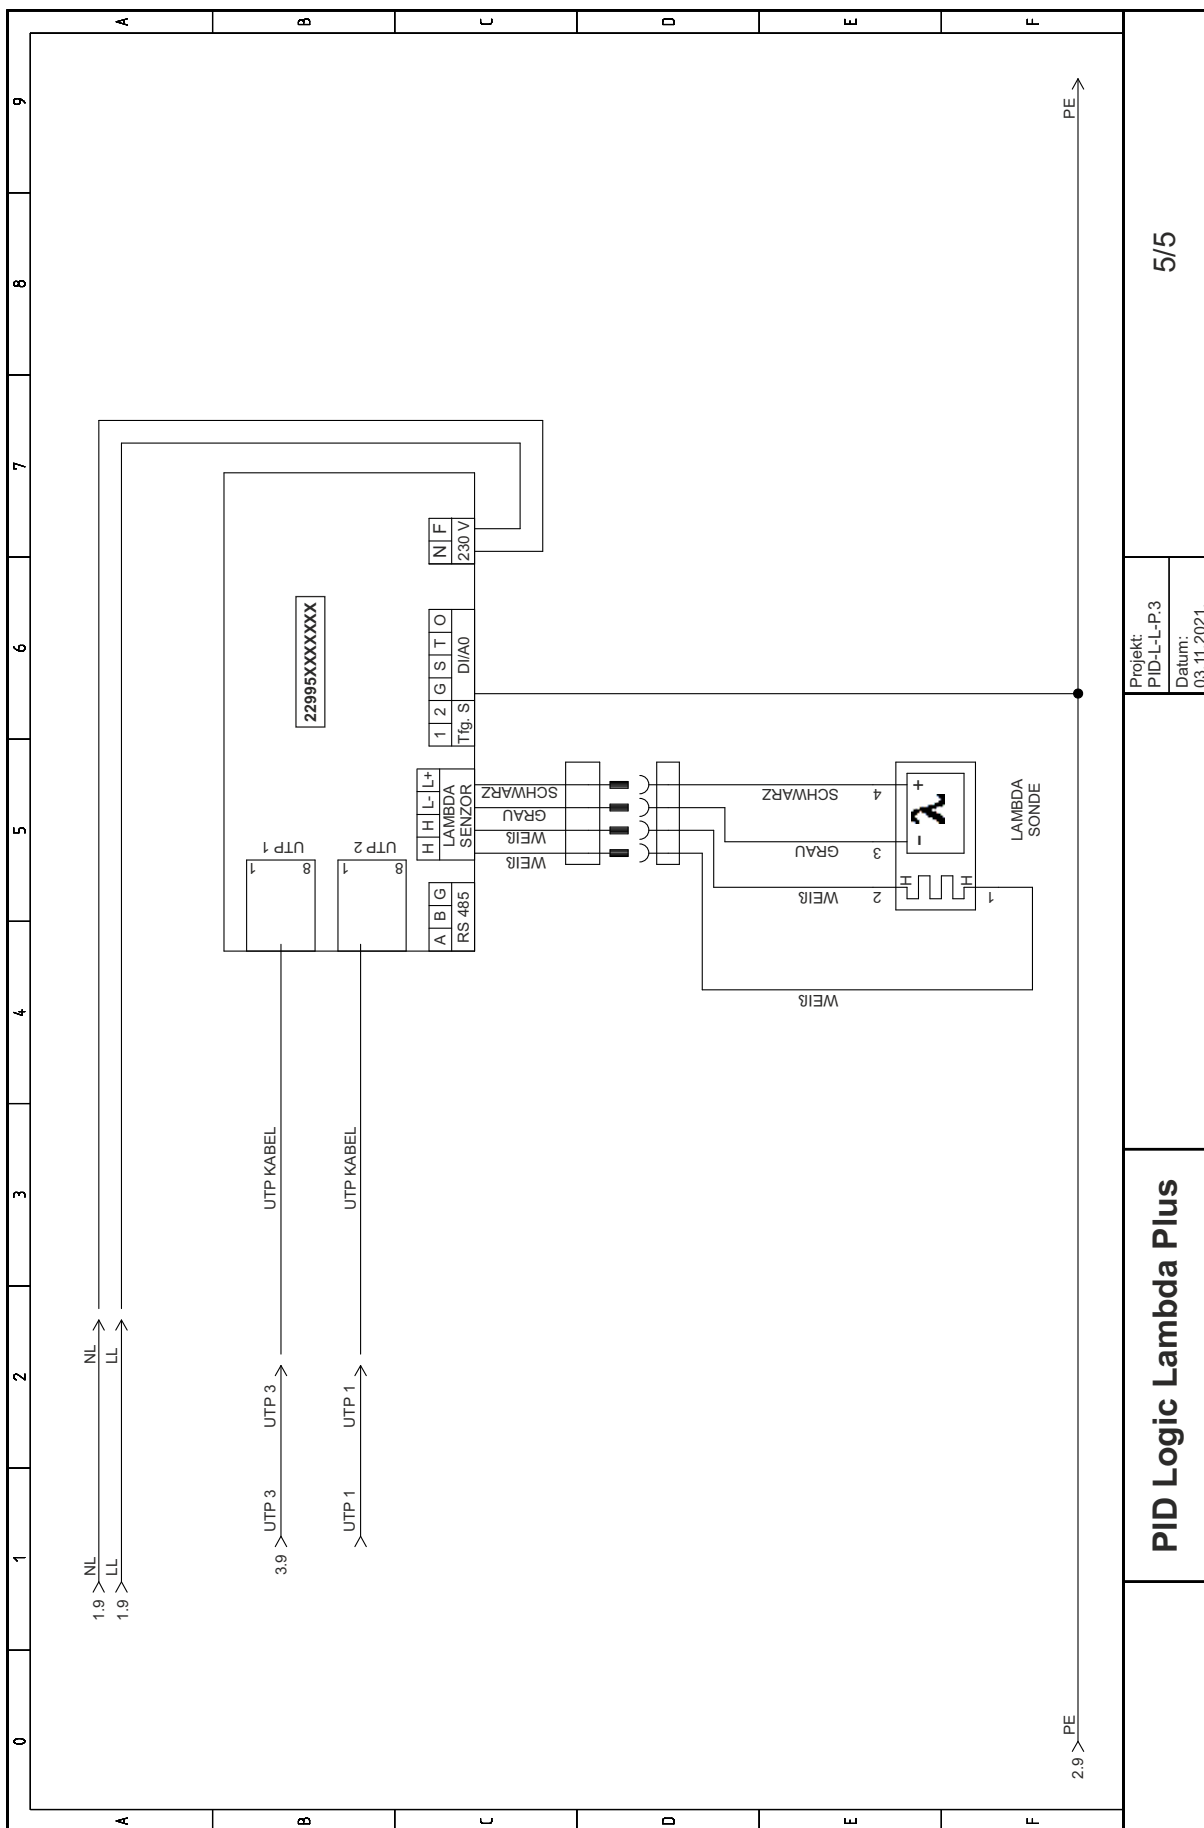 0 1 2 3 4 5 6 7 8 9
A A
B B
C C
D D
E E
F F
1.9 NL NL
1.9 LL LL
3.9 UTP 3 UTP 3 UTP KABEL
UTP 1 UTP 1 UTP KABEL
1 8 UTP 1
1 8 UTP 2
22995XXXXXXX
A B G
RS 485
H H L- L+
LAMBDA
SENZOR
1 2 G S T O
Tfg. S DI/A0
N F
230 V
WEIß
WEIß
GRAU
SCHWARZ
WEIß
WEIß
GRAU
SCHWARZ
1
2
3
4
H H
- λ +
LAMBDA
SONDE
2.9 PE PE
PID Logic Lambda Plus
Projekt:
PID-L-L-P.3
Datum:
03.11.2021
5/5